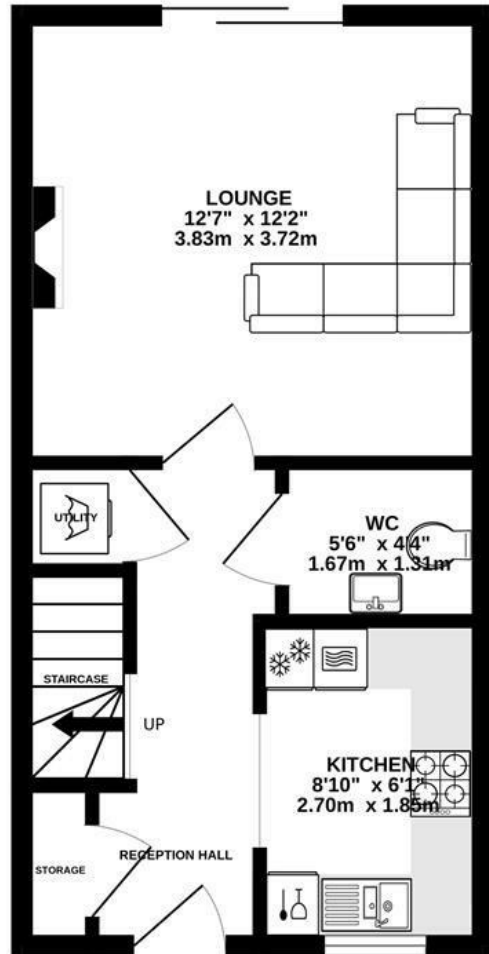 LOUNGE
12'7" x 12'2"
3.83m x 3.72m
UTILITY
WC
5'6" x 4'4"
1.67m x 1.31m
STAIRCASE
UP
KITCHEN
8'10" x 6'1"
2.70m x 1.85m
RECEPTION HALL
STORAGE